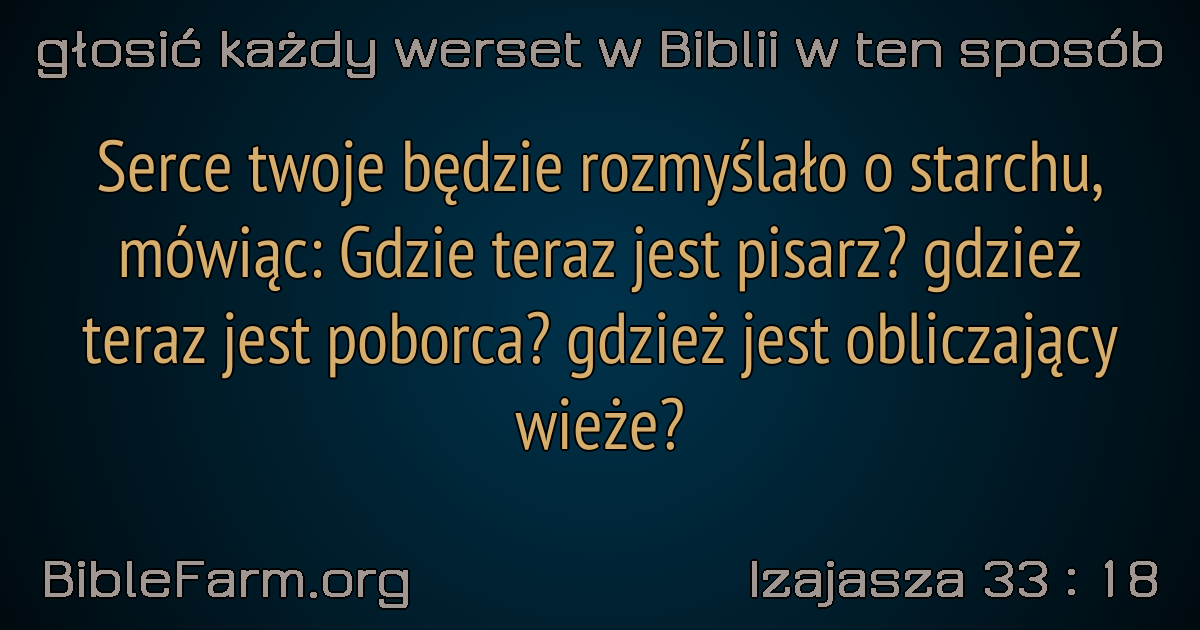 głosić każdy werset w Biblii w ten sposób
Serce twoje będzie rozmyślało o starchu,
mówiąc: Gdzie teraz jest pisarz? gdzież
teraz jest poborca? gdzież jest obliczający
wieże?
BibleFarm.org
Izajasza 33 : 18